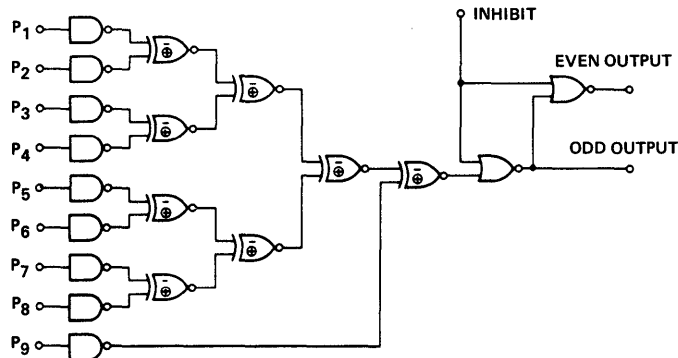 P1
P2
P3
P4
P5
P6
P7
P8
P9
INHIBIT
EVEN OUTPUT
ODD OUTPUT